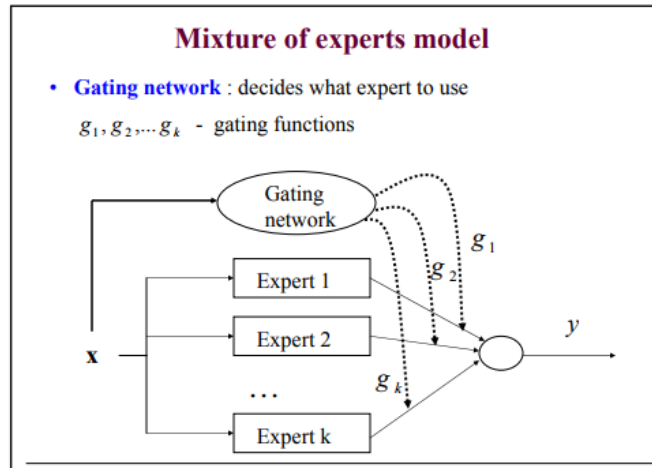 Mixture of experts model
• Gating network : decides what expert to use
g1, g2,... gk - gating functions
Gating
network
g1
g2
Expert 1
y
Expert 2
x
gk
...
Expert k